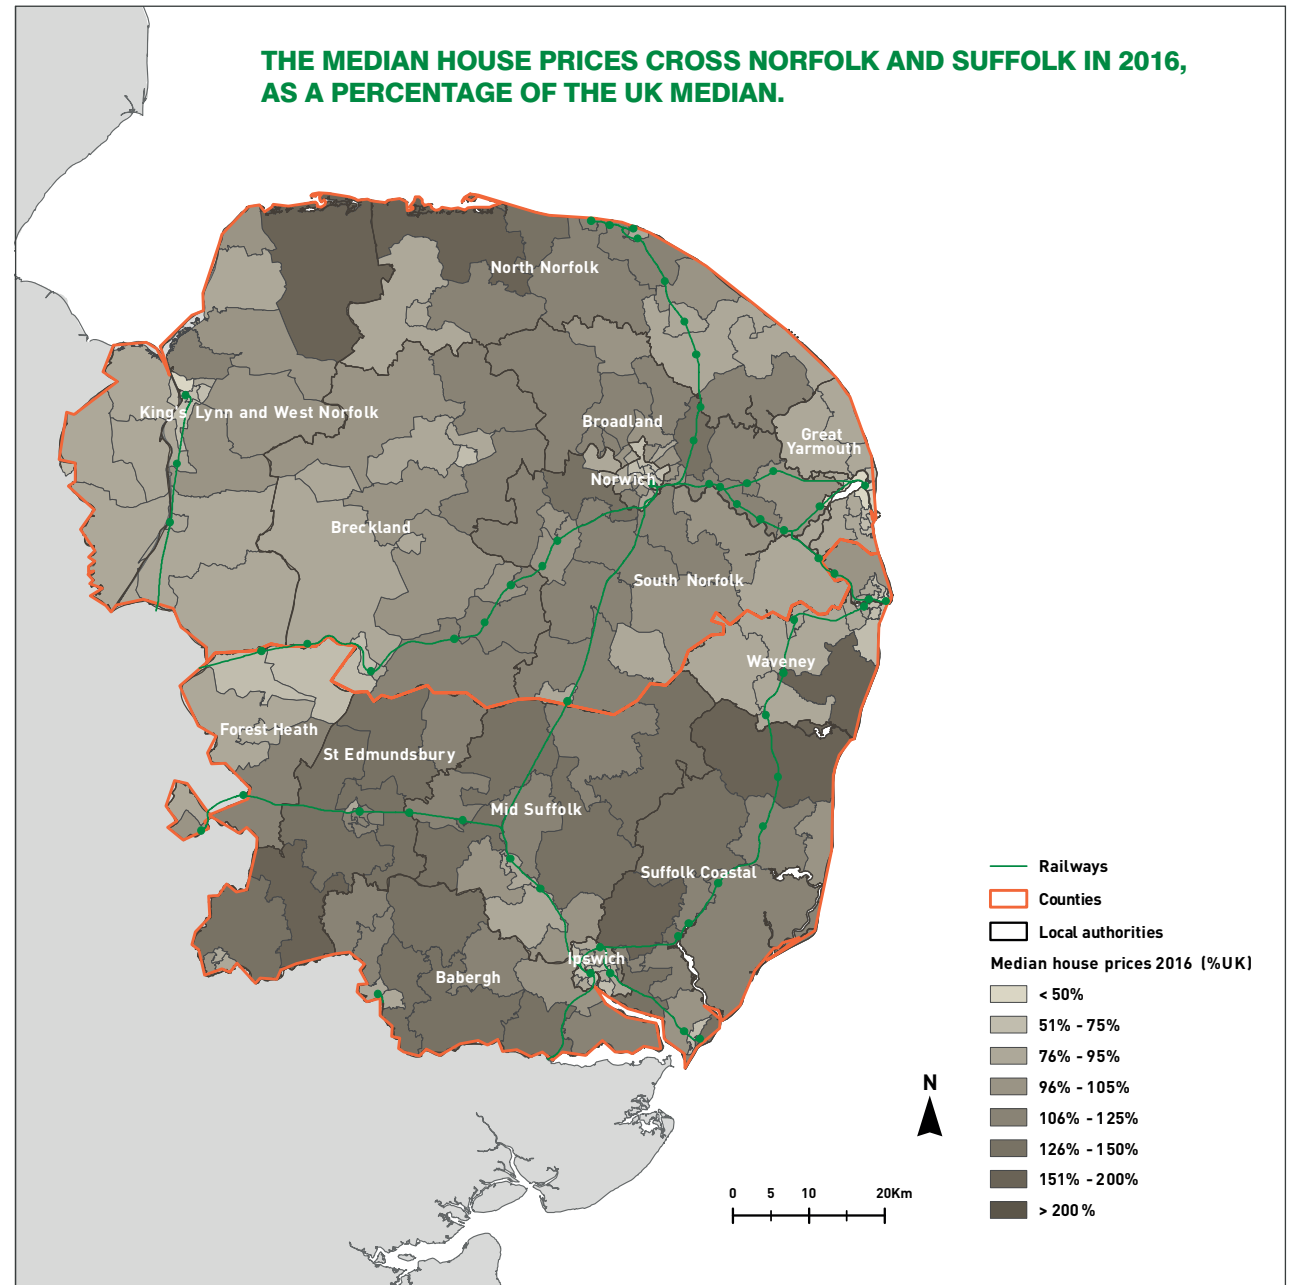 THE MEDIAN HOUSE PRICES CROSS NORFOLK AND SUFFOLK IN 2016,
AS A PERCENTAGE OF THE UK MEDIAN.
North Norfolk
King's Lynn and West Norfolk
Broadland
Great
Yarmouth
Norwich
Breckland
South Norfolk
Waveney
Forest Heath
St Edmundsbury
Mid Suffolk
Suffolk Coastal
Ipswich
Babergh
Railways
Counties
Local authorities
Median house prices 2016 (%UK)
< 50%
51% - 75%
76% - 95%
96% - 105%
106% - 125%
126% - 150%
151% - 200%
> 200 %
N
0 5 10 20Km